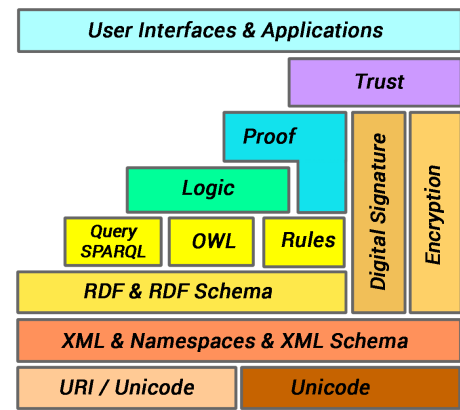 User Interfaces & Applications
Trust
Proof
Logic
Digital Signature
Encryption
Query
SPARQL
OWL
Rules
RDF & RDF Schema
XML & Namespaces & XML Schema
URI / Unicode
Unicode